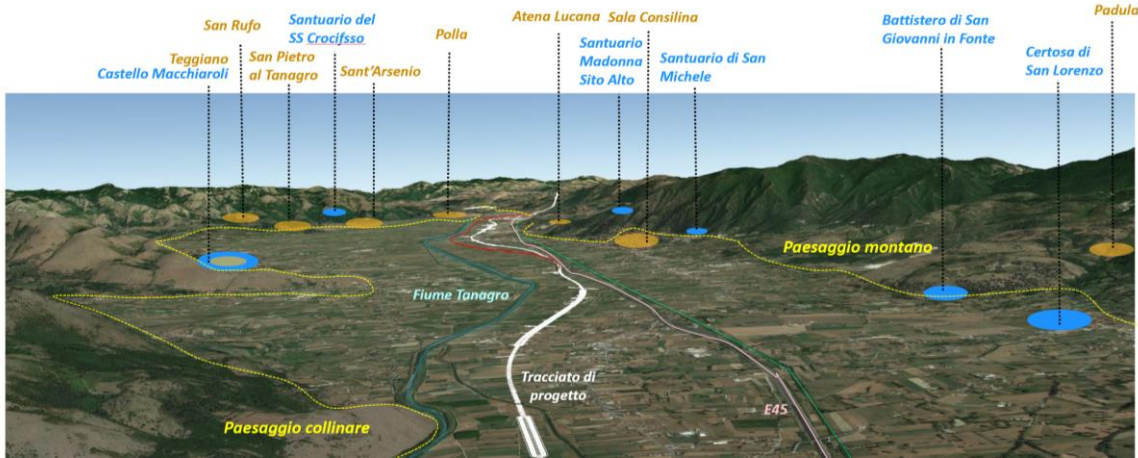 Atena Lucana
Sala Consilina
Battistero di San
Giovanni in Fonte
Padula
San Rufo
Santuario del
SS Crocifsso
Polla
Santuario
Madonna
Sito Alto
Santuario di San
Michele
Certosa di
San Lorenzo
Teggiano
Castello Macchiaroli
San Pietro
al Tanagro
Sant'Arsenio
Paesaggio montano
Fiume Tanagro
Tracciato di
progetto
E45
Paesaggio collinare